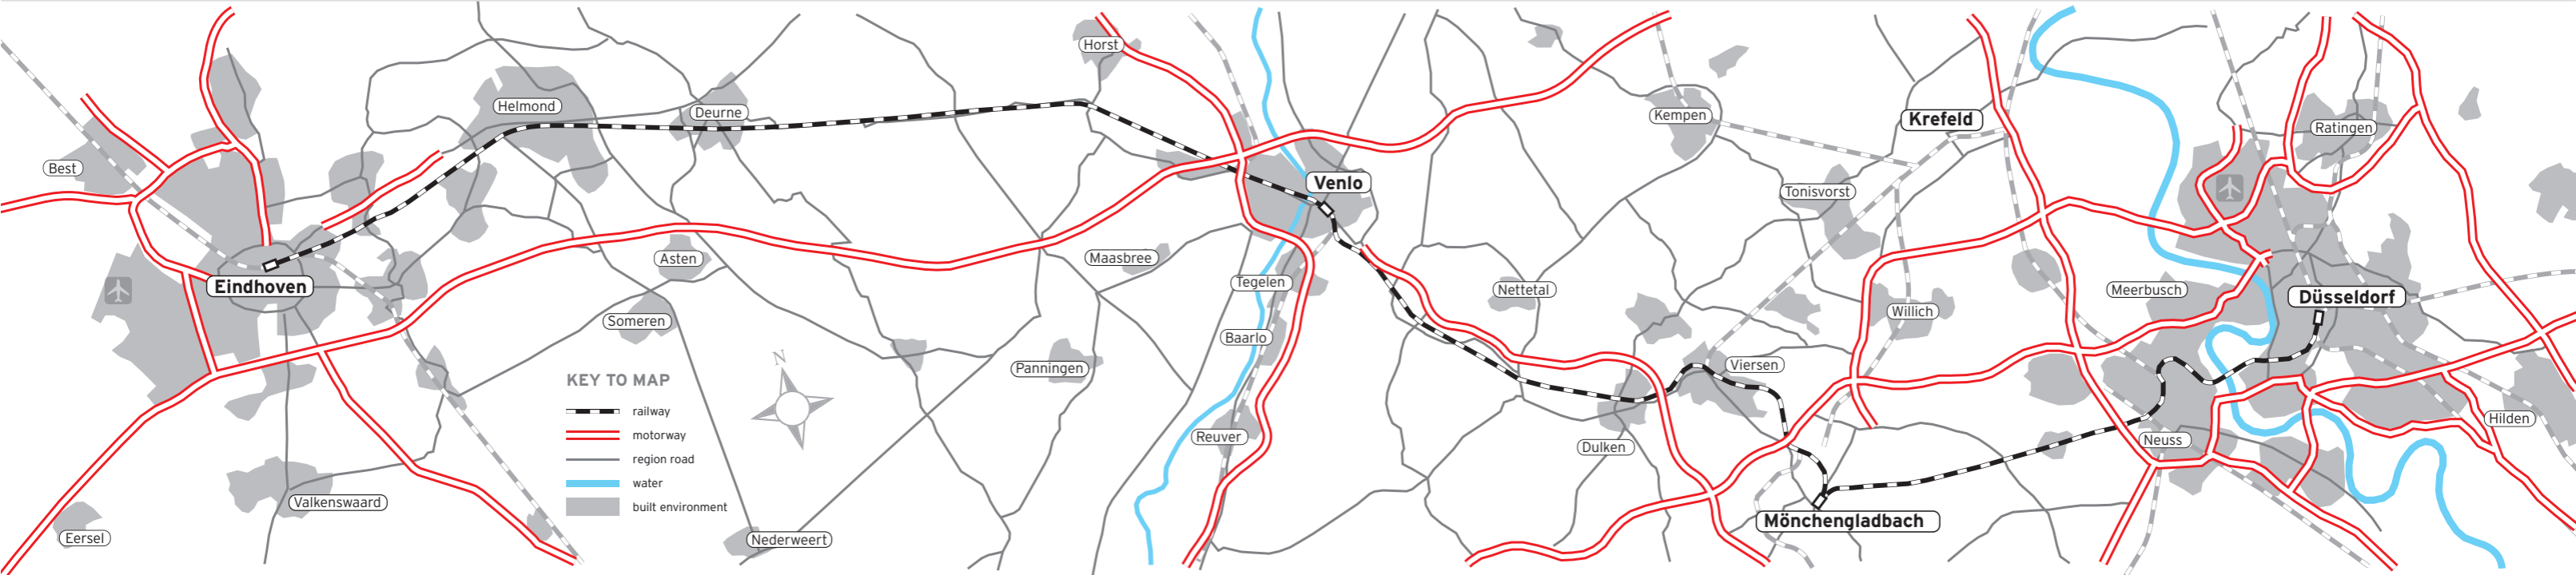 Horst
Helmond
Deurne
Kempen
Krefeld
Ratingen
Best
Venlo
Tonisvorst
Eindhoven
Asten
Maasbree
Tegelen
Nettetal
Willich
Meerbusch
Düsseldorf
Someren
Baarlo
Panningen
Viersen
Reuver
Dulken
Neuss
Hilden
Valkenswaard
Eersel
Nederweert
Mönchengladbach
N
KEY TO MAP
railway
motorway
region road
water
built environment